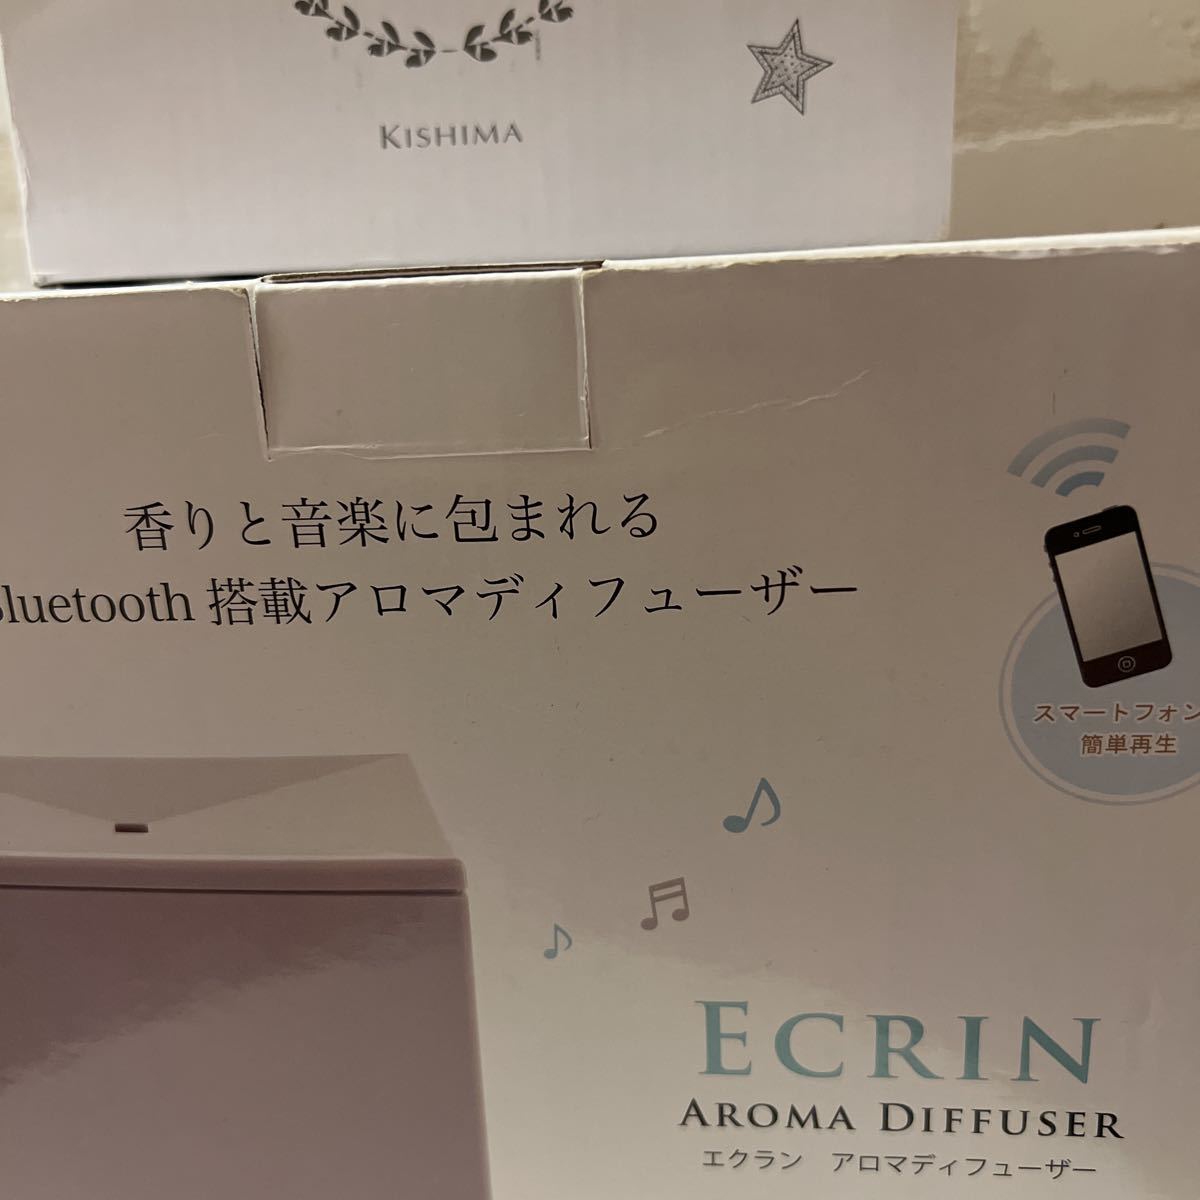 KISHIMA
香りと音楽に包まれる
Bluetooth 搭載アロマディフューザー
スマートフォン
簡単再生
ECRIN
AROMA DIFFUSER
エクラン アロマディフューザー